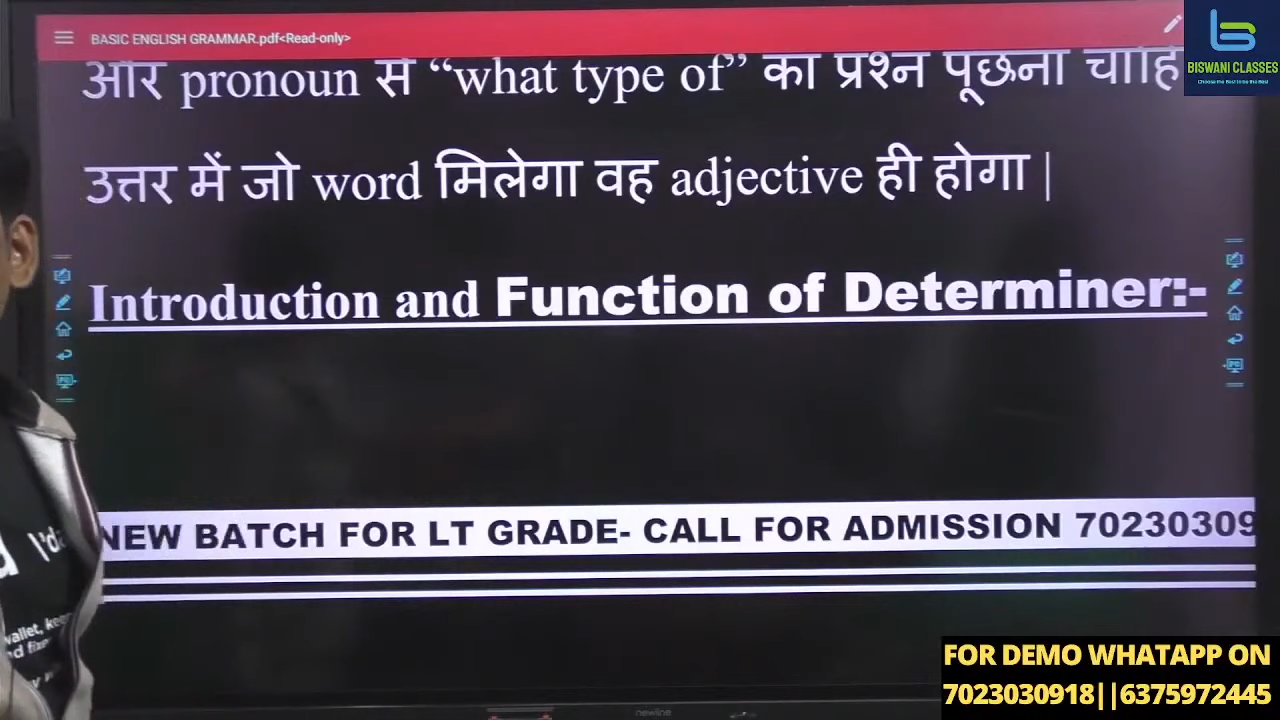 BASIC ENGLISH GRAMMAR.pdf<Read-only>
BISWANI CLASSES
और pronoun से “what type of” का प्रश्न पूछना चाहि
उत्तर में जो word मिलेगा वह adjective ही होगा |
Introduction and Function of Determiner:-
NEW BATCH FOR LT GRADE- CALL FOR ADMISSION 70230309
FOR DEMO WHATAPP ON
7023030918||6375972445
newline